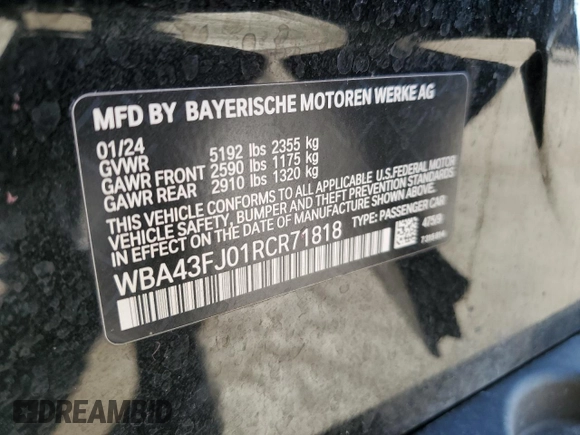 MFD BY BAYERISCHE MOTOREN WERKE AG
01/24
GVWR 5192 lbs 2355 kg
GAWR FRONT 2590 lbs 1175 kg
GAWR REAR 2910 lbs 1320 kg
THIS VEHICLE CONFORMS TO ALL APPLICABLE U.S.FEDERAL MOTOR
VEHICLE SAFETY, BUMPER AND THEFT PREVENTION STANDARDS
IN EFFECT ON THE DATE OF MANUFACTURE SHOWN ABOVE.
WBA43FJ01RCR71818 TYPE: PASSENGER CAR
475/9
DREAMBID